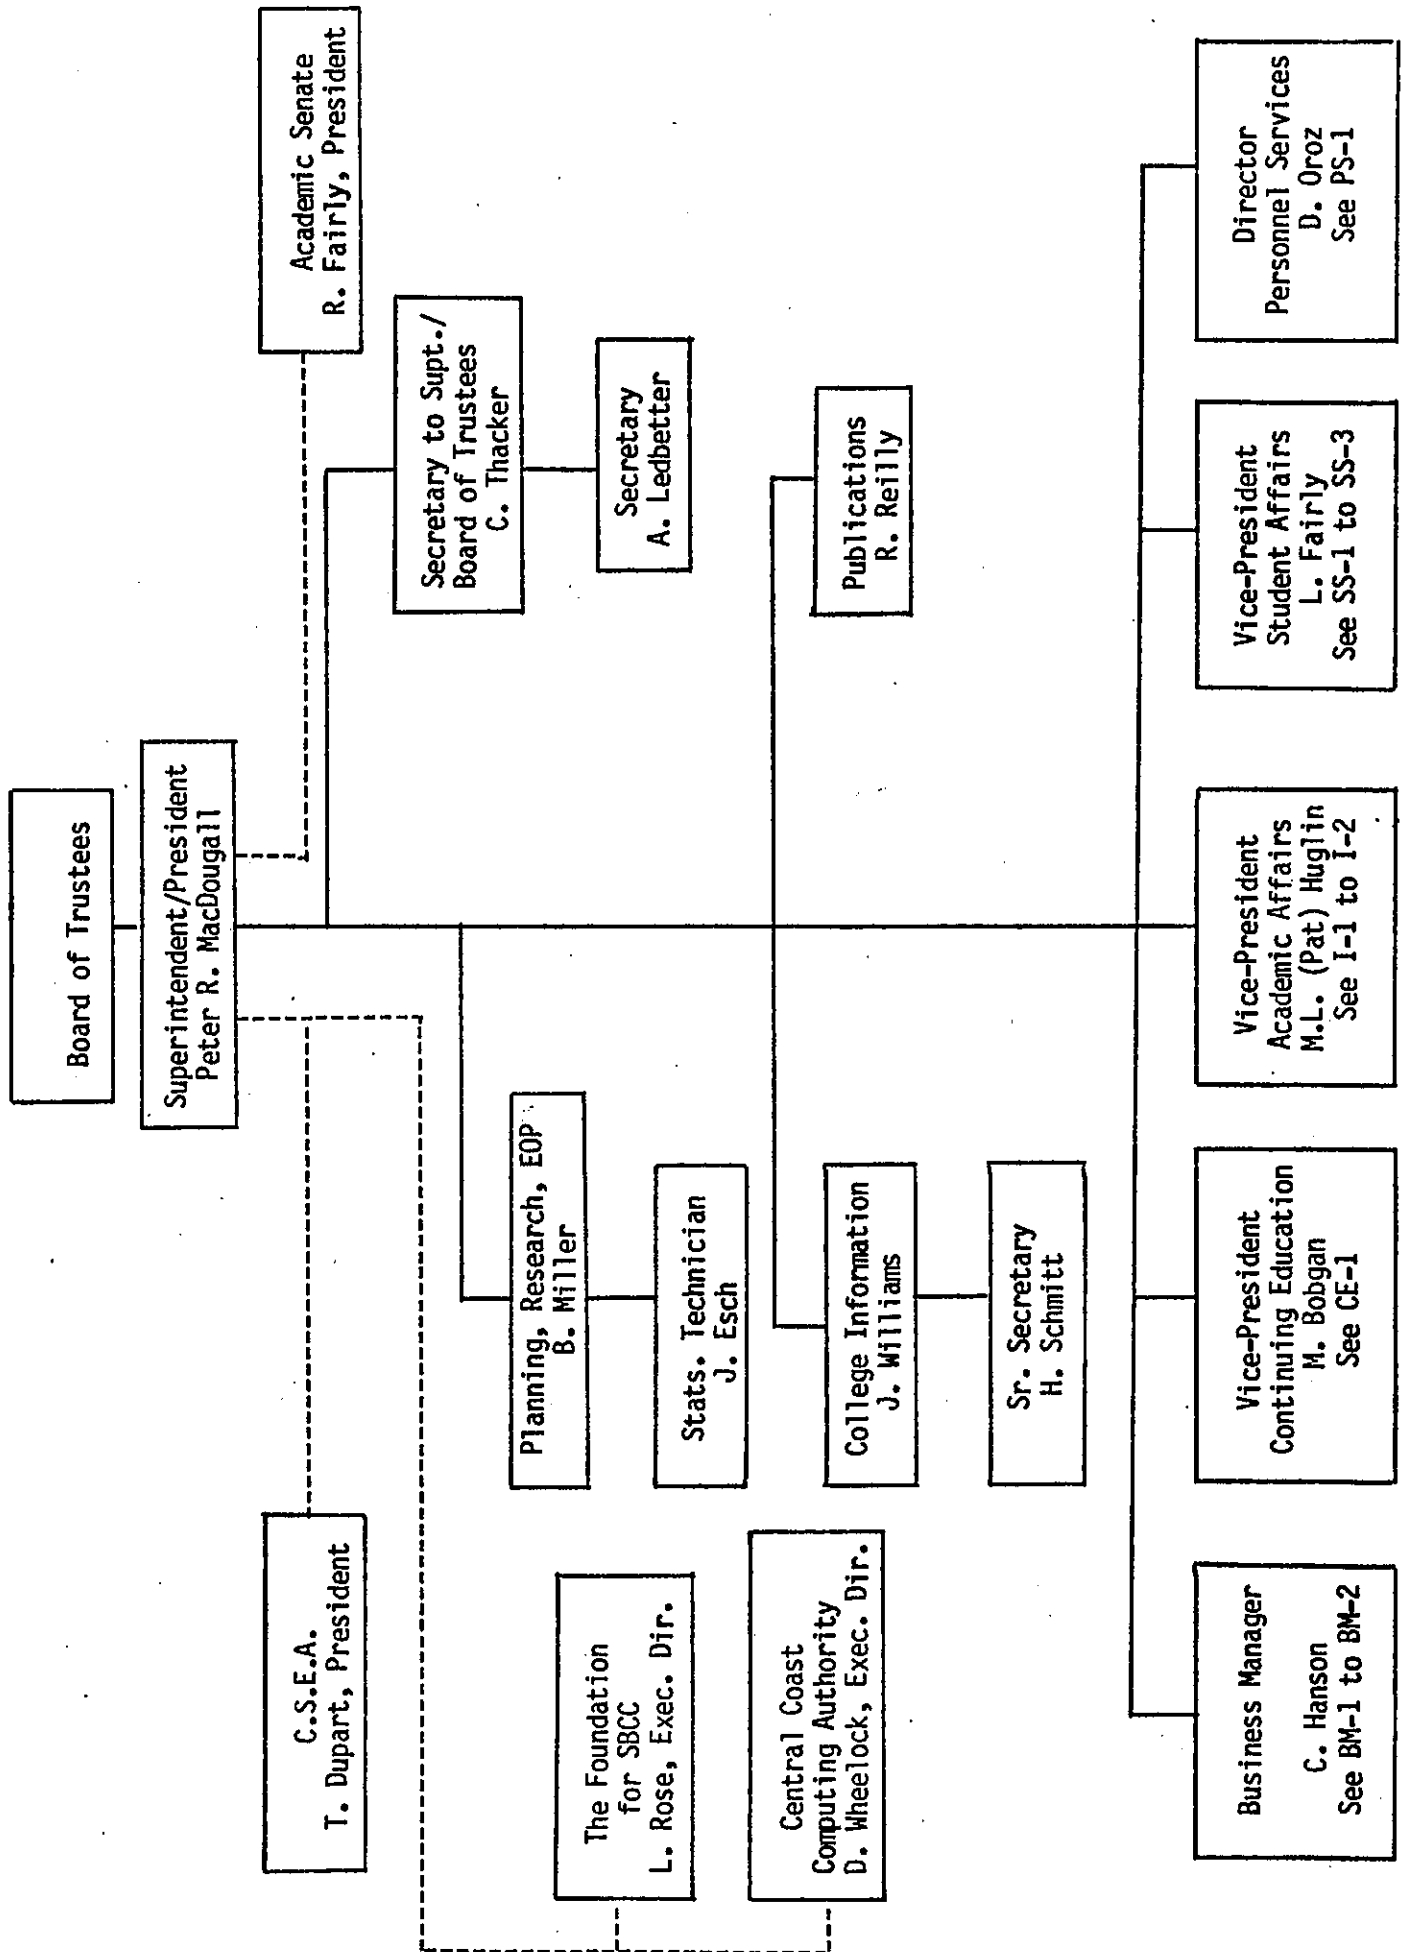 Board of Trustees
Superintendent/President
Peter R. MacDougall
C.S.E.A.
T. Dupart, President
Academic Senate
R. Fairly, President
Secretary to Supt./
Board of Trustees
C. Thacker
Secretary
A. Ledbetter
Planning, Research, EOP
B. Miller
Stats. Technician
J. Esch
The Foundation
for SBCC
L. Rose, Exec. Dir.
Central Coast
Computing Authority
D. Wheelock, Exec. Dir.
College Information
J. Williams
Sr. Secretary
H. Schmitt
Publications
R. Reilly
Business Manager
C. Hanson
See BM-1 to BM-2
Vice-President
Continuing Education
M. Bobgan
See CE-1
Vice-President
Academic Affairs
M.L. (Pat) Huglin
See I-1 to I-2
Vice-President
Student Affairs
L. Fairly
See SS-1 to SS-3
Director
Personnel Services
D. Oroz
See PS-1